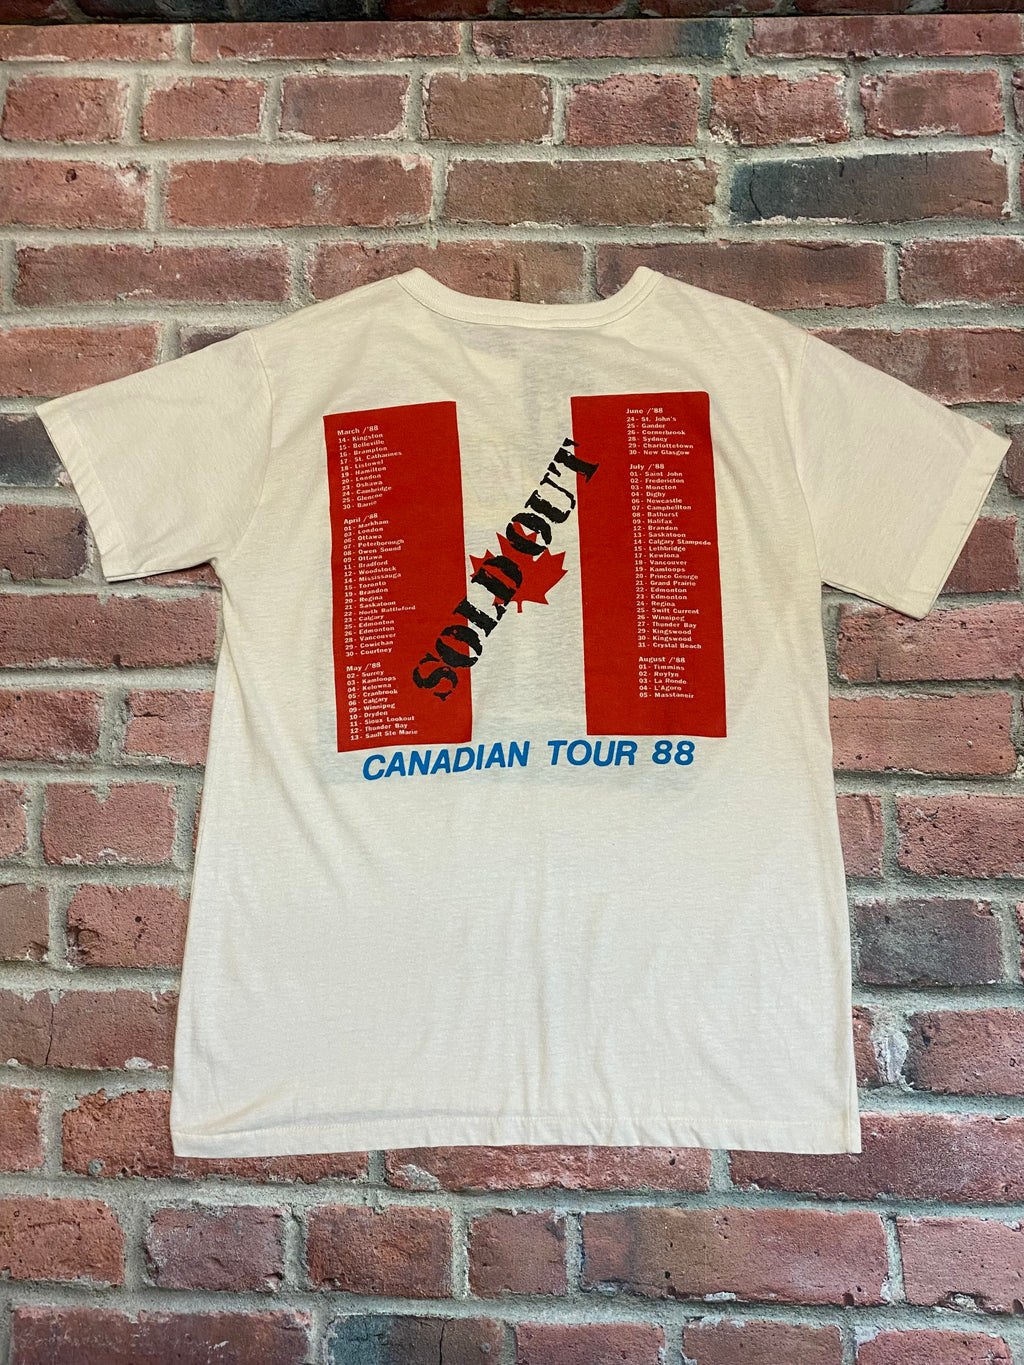 March /'88
14 - Kingston
15 - Belleville
16 - Brampton
17 - St. Catharines
18 - Listowel
19 - Hamilton
20 - London
23 - Oshawa
24 - Cambridge
25 - Glencoe
30 - Barrie
April /'88
01 - Markham
03 - London
06 - Ottawa
07 - Peterborough
08 - Owen Sound
09 - Ottawa
11 - Bradford
12 - Woodstock
14 - Mississauga
15 - Toronto
19 - Brandon
20 - Regina
21 - Saskatoon
22 - North Battleford
23 - Calgary
25 - Edmonton
26 - Edmonton
28 - Vancouver
29 - Cowichan
30 - Courtney
May /'88
02 - Surrey
03 - Kamloops
04 - Kelowna
05 - Cranbrook
06 - Calgary
09 - Winnipeg
10 - Dryden
11 - Sioux Lookout
12 - Thunder Bay
13 - Sault Ste-Marie
SOLD OUT
June /'88
24 - St. John's
25 - Gander
26 - Cornerbrook
28 - Sydney
29 - Charlottetown
30 - New Glasgow
July /'88
01 - Saint John
02 - Fredericton
03 - Moncton
04 - Digby
06 - Newcastle
07 - Campbellton
08 - Bathurst
09 - Halifax
12 - Brandon
13 - Saskatoon
14 - Calgary Stampede
15 - Lethbridge
17 - Kewlona
18 - Vancouver
19 - Kamloops
20 - Prince George
21 - Grand Prairie
22 - Edmonton
23 - Edmonton
24 - Regina
25 - Swift Current
26 - Winnipeg
27 - Thunder Bay
29 - Kingswood
30 - Kingswood
31 - Crystal Beach
August /'88
01 - Timmins
02 - Roylyn
03 - La Ronde
04 - L'Agora
05 - Masstaneir
CANADIAN TOUR 88